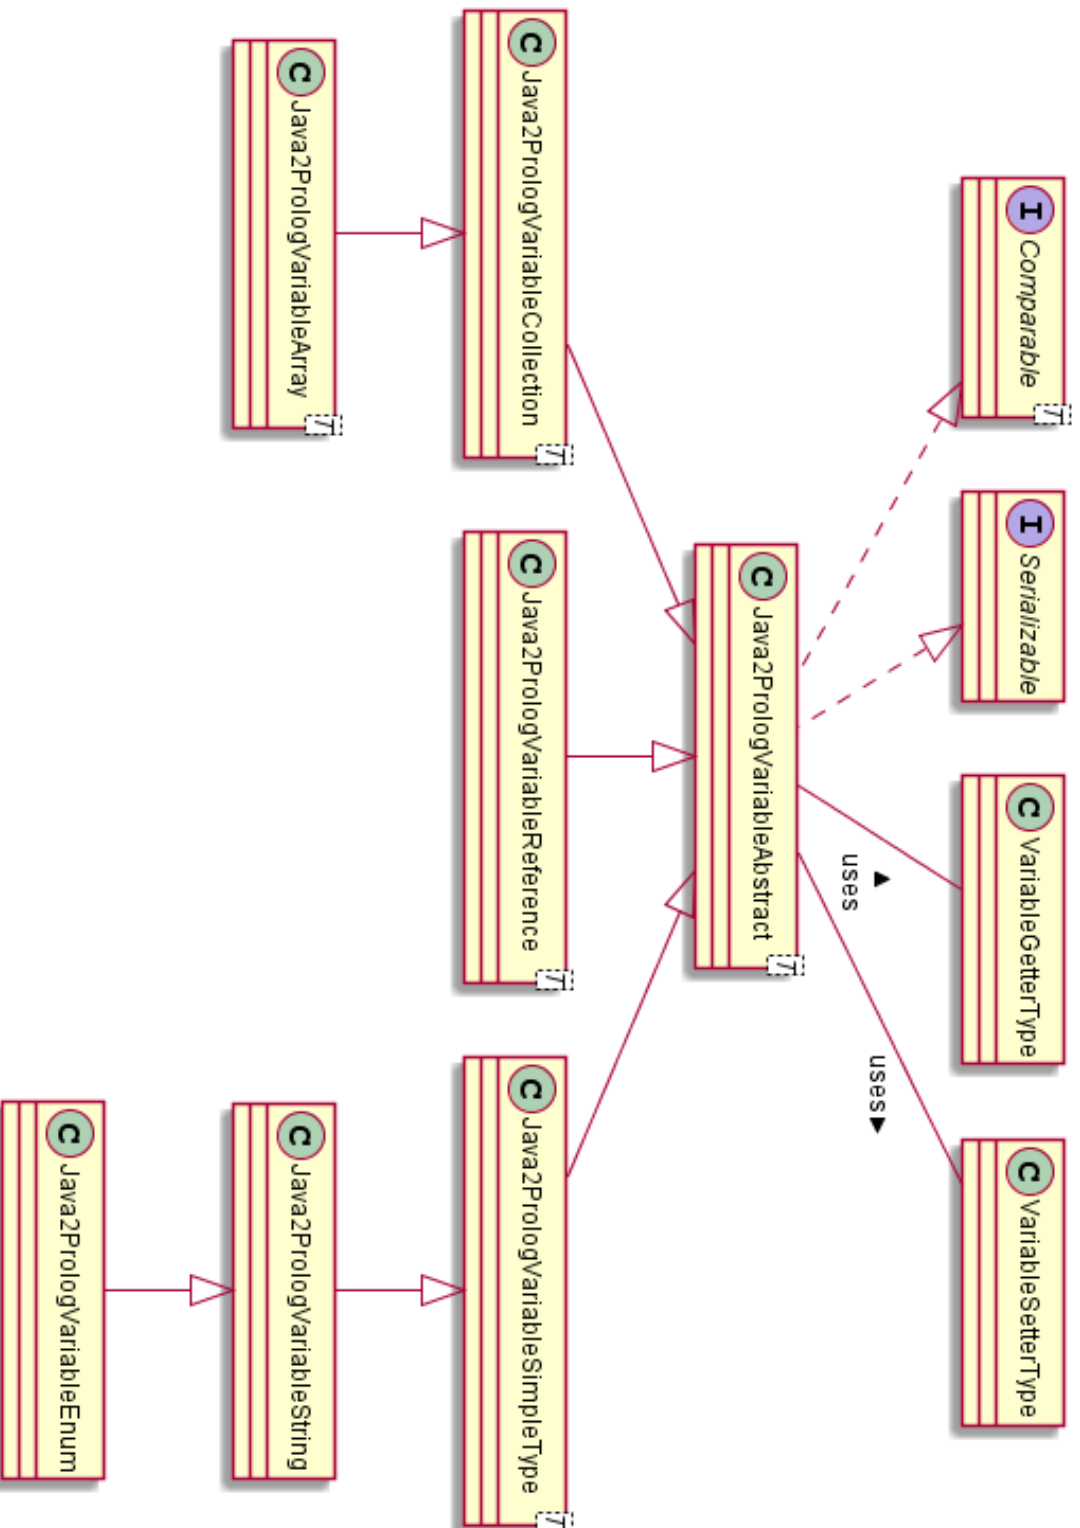 I Comparable
T
I Serializable
C VariableGetterType
C VariableSetterType
uses
uses
C Java2PrologVariableAbstract
T
C Java2PrologVariableCollection
T
C Java2PrologVariableReference
T
C Java2PrologVariableSimpleType
T
C Java2PrologVariableArray
T
C Java2PrologVariableString
C Java2PrologVariableEnum